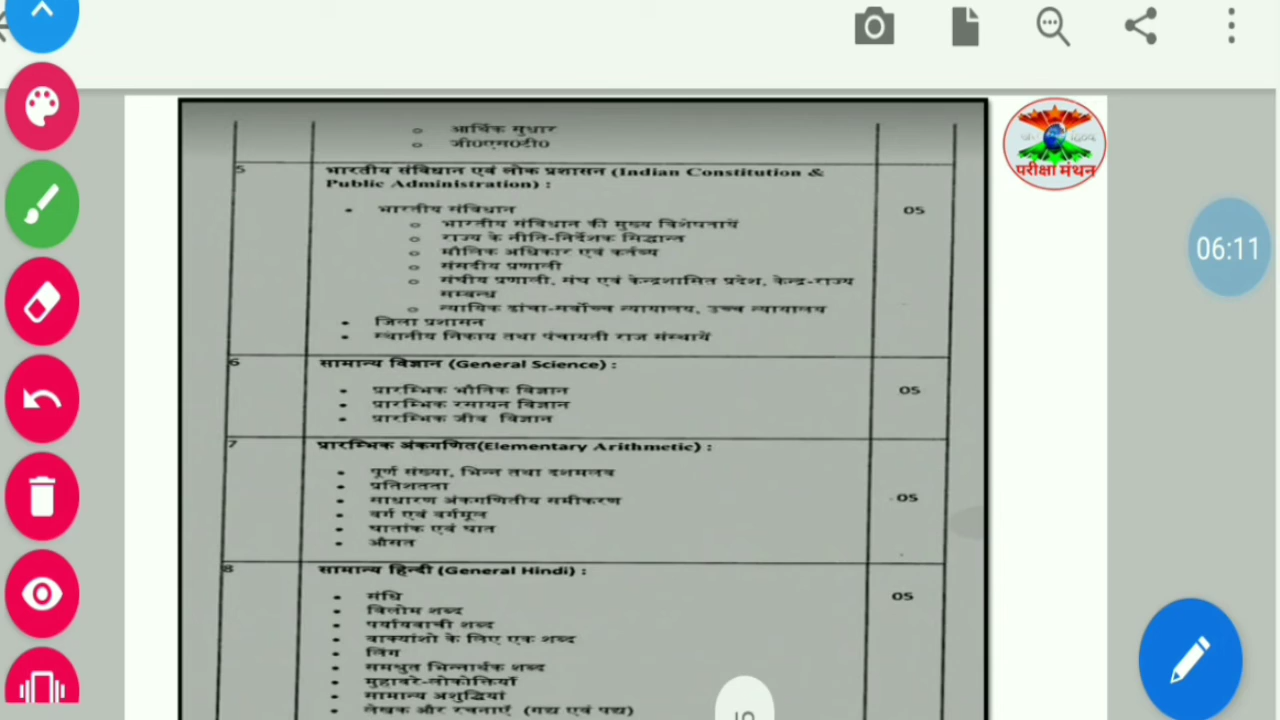 आर्थिक सुधार
जी0एस0टी0
परीक्षा मंथन
5
भारतीय संविधान एवं लोक प्रशासन (Indian Constitution &
Public Administration) :
05
भारतीय संविधान
भारतीय संविधान की मुख्य विशेषतायें
राज्य के नीति-निर्देशक सिद्धान्त
मौलिक अधिकार एवं कर्तव्य
संसदीय प्रणाली
संघीय प्रणाली, संघ एवं केन्द्रशासित प्रदेश, केन्द्र-राज्य
सम्बन्ध
न्यायिक ढांचा-सर्वोच्च न्यायालय, उच्च न्यायालय
जिला प्रशासन
स्थानीय निकाय तथा पंचायती राज संस्थायें
06:11
6
सामान्य विज्ञान (General Science) :
05
प्रारम्भिक भौतिक विज्ञान
प्रारम्भिक रसायन विज्ञान
प्रारम्भिक जीव विज्ञान
7
प्रारम्भिक अंकगणित(Elementary Arithmetic) :
पूर्ण संख्या, भिन्न तथा दशमलव
प्रतिशतता
साधारण अंकगणितीय समीकरण
05
वर्ग एवं वर्गमूल
घातांक एवं घात
औसत
8
सामान्य हिन्दी (General Hindi) :
संधि
05
विलोम शब्द
पर्यायवाची शब्द
वाक्यांशो के लिए एक शब्द
लिंग
समश्रुत भिन्नार्थक शब्द
मुहावरे-लोकोक्तियाँ
सामान्य अशुद्धियां
लेखक और रचनाएँ (गद्य एवं पद्य)